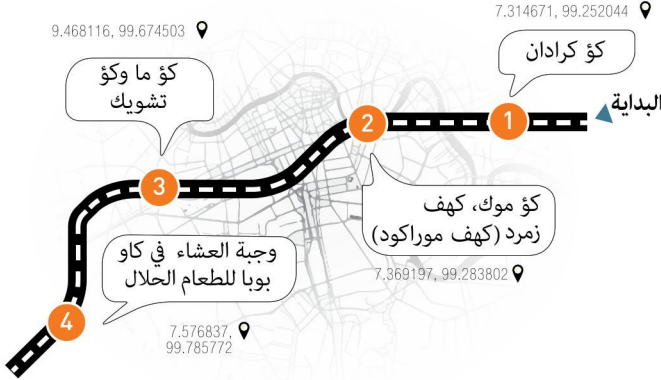 البداية
7.314671, 99.252044
كؤ كرادان
1
2
كؤ موك، كهف
زمرد (كهف موراكود)
7.369197, 99.283802
9.468116, 99.674503
كؤ ما وكؤ
تشويك
3
وجبة العشاء في كاو
بوبا للطعام الحلال
7.576837,
99.785772
4